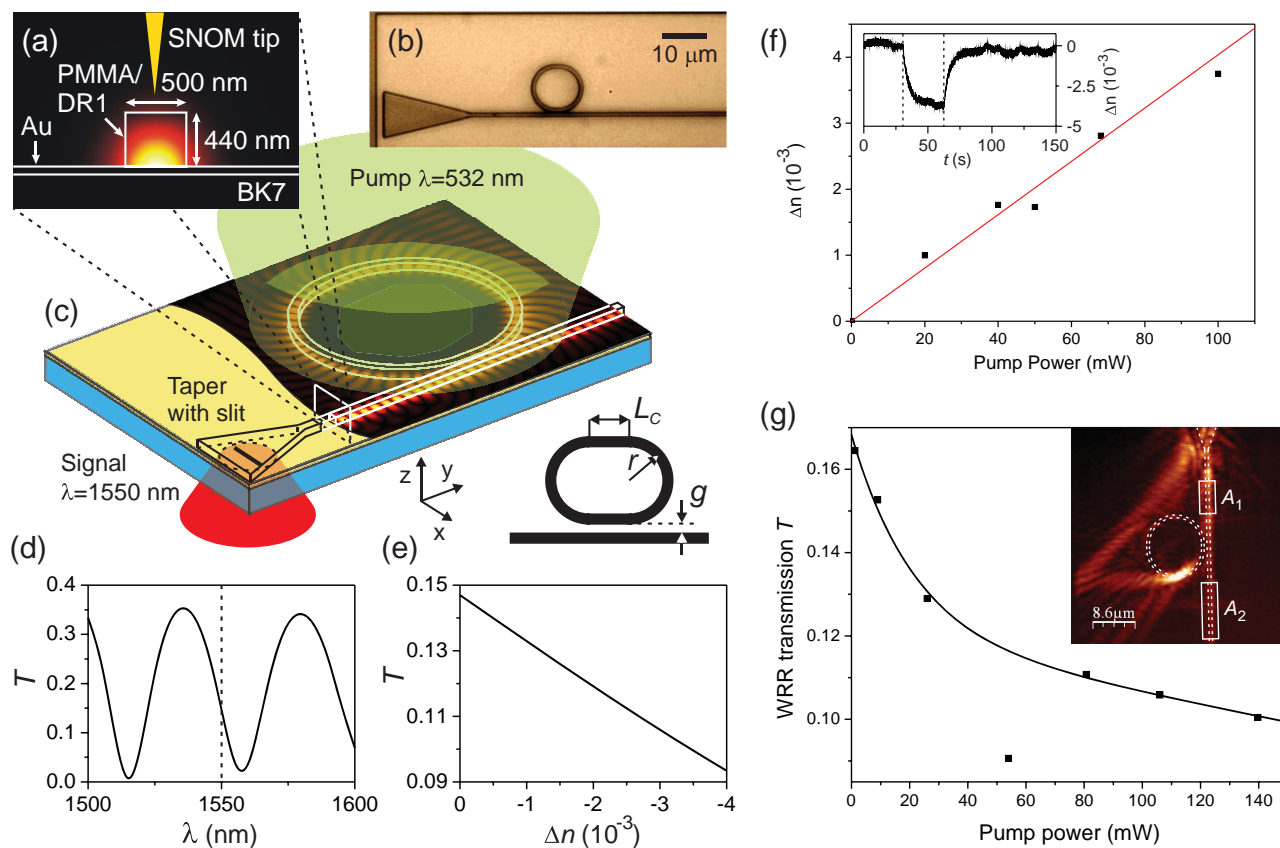 (a)
SNOM tip
PMMA/
DR1
500 nm
440 nm
Au
BK7
(b)
10 μm
(c)
Pump λ=532 nm
Taper
with slit
Signal
λ=1550 nm
z
y
x
L_C
r
g
(d)
0.4
0.3
0.2
0.1
0.0
T
1500
1550
1600
λ (nm)
(e)
0.15
0.13
0.11
0.09
T
0
-1
-2
-3
-4
Δn (10⁻³)
(f)
4
3
2
1
0
Δn (10⁻³)
0
20
40
60
80
100
Pump Power (mW)
0
-5
Δn (10⁻³)
0
50
100
150
t (s)
(g)
0.16
0.14
0.12
0.10
WRR transmission T
0
20
40
60
80
100
120
140
Pump power (mW)
A₁
A₂
8.6μm